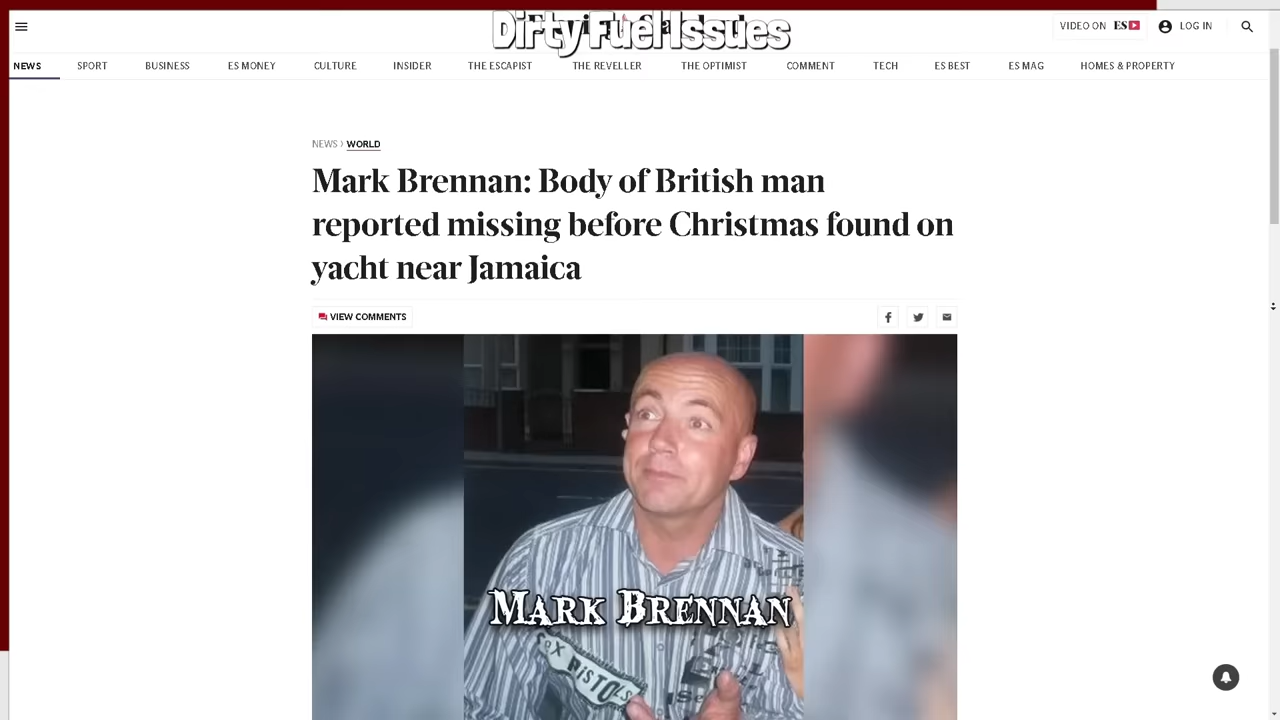 Dirty Fuel Issues
VIDEO ON ES
LOG IN
NEWS SPORT BUSINESS ES MONEY CULTURE INSIDER THE ESCAPIST THE REVELLER THE OPTIMIST COMMENT TECH ES BEST ES MAG HOMES & PROPERTY
NEWS › WORLD
Mark Brennan: Body of British man
reported missing before Christmas found on
yacht near Jamaica
VIEW COMMENTS
MARK BRENNAN
PISTOLS